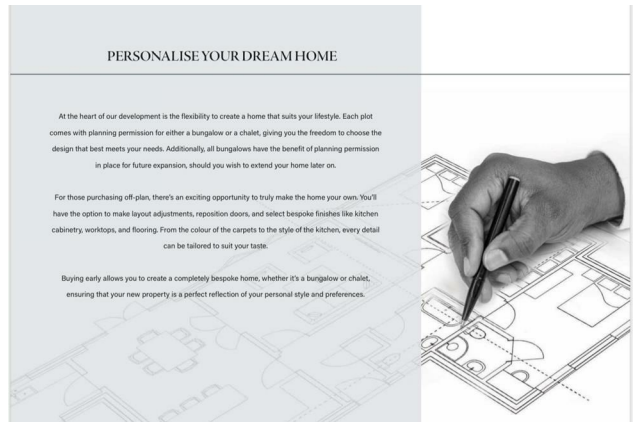 PERSONALISE YOUR DREAM HOME
At the heart of our development is the flexibility to create a home that suits your lifestyle. Each plot
comes with planning permission for either a bungalow or a chalet, giving you the freedom to choose the
design that best meets your needs. Additionally, all bungalows have the benefit of planning permission
in place for future expansion, should you wish to extend your home later on.
For those purchasing off-plan, there's an exciting opportunity to truly make the home your own. You'll
have the option to make layout adjustments, reposition doors, and select bespoke finishes like kitchen
cabinetry, worktops, and flooring. From the colour of the carpets to the style of the kitchen, every detail
can be tailored to suit your taste.
Buying early allows you to create a completely bespoke home, whether it's a bungalow or chalet,
ensuring that your new property is a perfect reflection of your personal style and preferences.